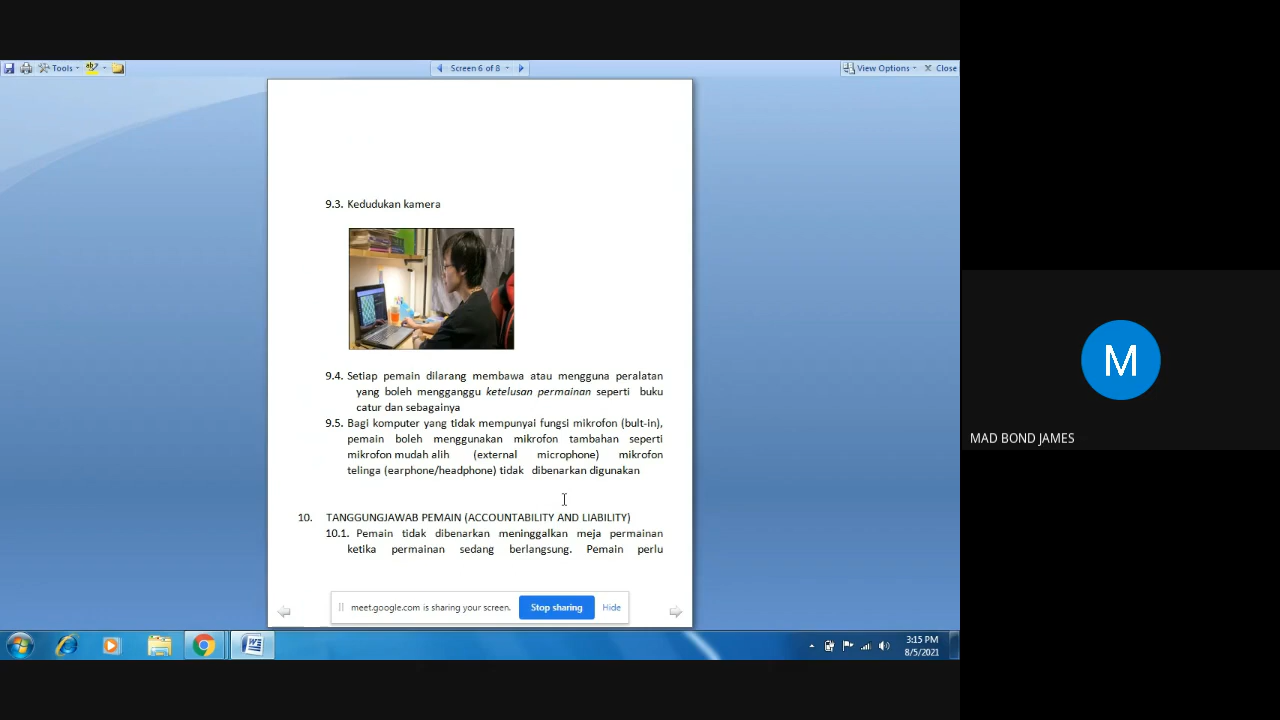 Tools
Screen 6 of 8
View Options
Close
9.3. Kedudukan kamera
9.4. Setiap pemain dilarang membawa atau mengguna peralatan
yang boleh mengganggu ketelusan permainan seperti buku
catur dan sebagainya
9.5. Bagi komputer yang tidak mempunyai fungsi mikrofon (bult-in),
pemain boleh menggunakan mikrofon tambahan seperti
mikrofon mudah alih (external microphone) mikrofon
telinga (earphone/headphone) tidak dibenarkan digunakan
10. TANGGUNGJAWAB PEMAIN (ACCOUNTABILITY AND LIABILITY)
10.1. Pemain tidak dibenarkan meninggalkan meja permainan
ketika permainan sedang berlangsung. Pemain perlu
meet.google.com is sharing your screen.
Stop sharing
Hide
3:15 PM
8/5/2021
M
MAD BOND JAMES